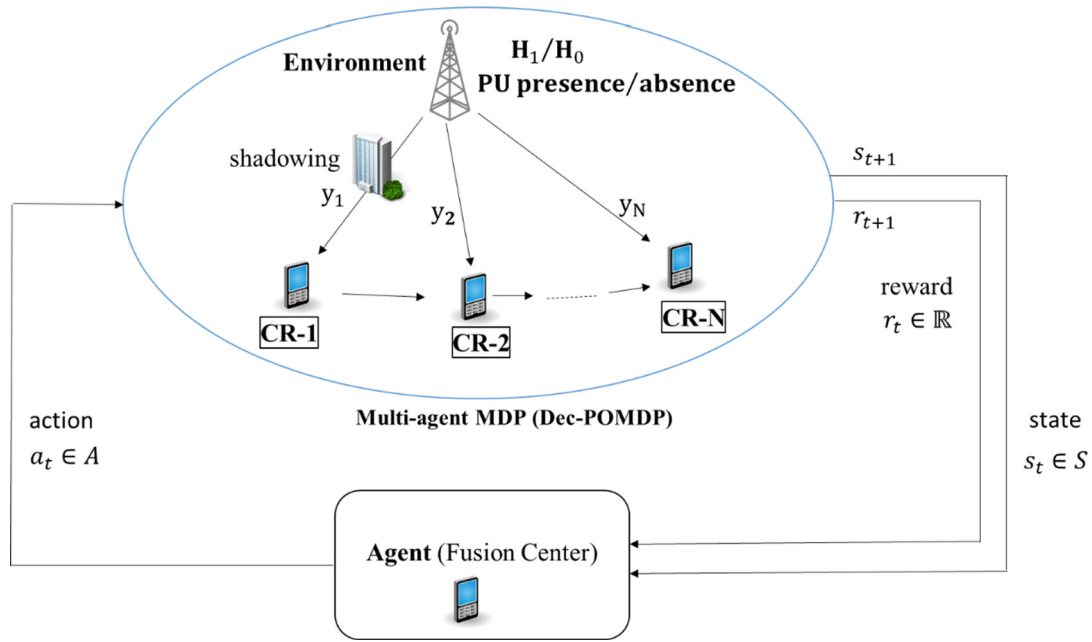 H₁/H₀
Environment
PU presence/absence
shadowing
y₁
y₂
yN
CR-1
CR-2
CR-N
Multi-agent MDP (Dec-POMDP)
sₜ₊₁
rₜ₊₁
reward
rₜ ∈ ℝ
state
sₜ ∈ S
action
aₜ ∈ A
Agent (Fusion Center)